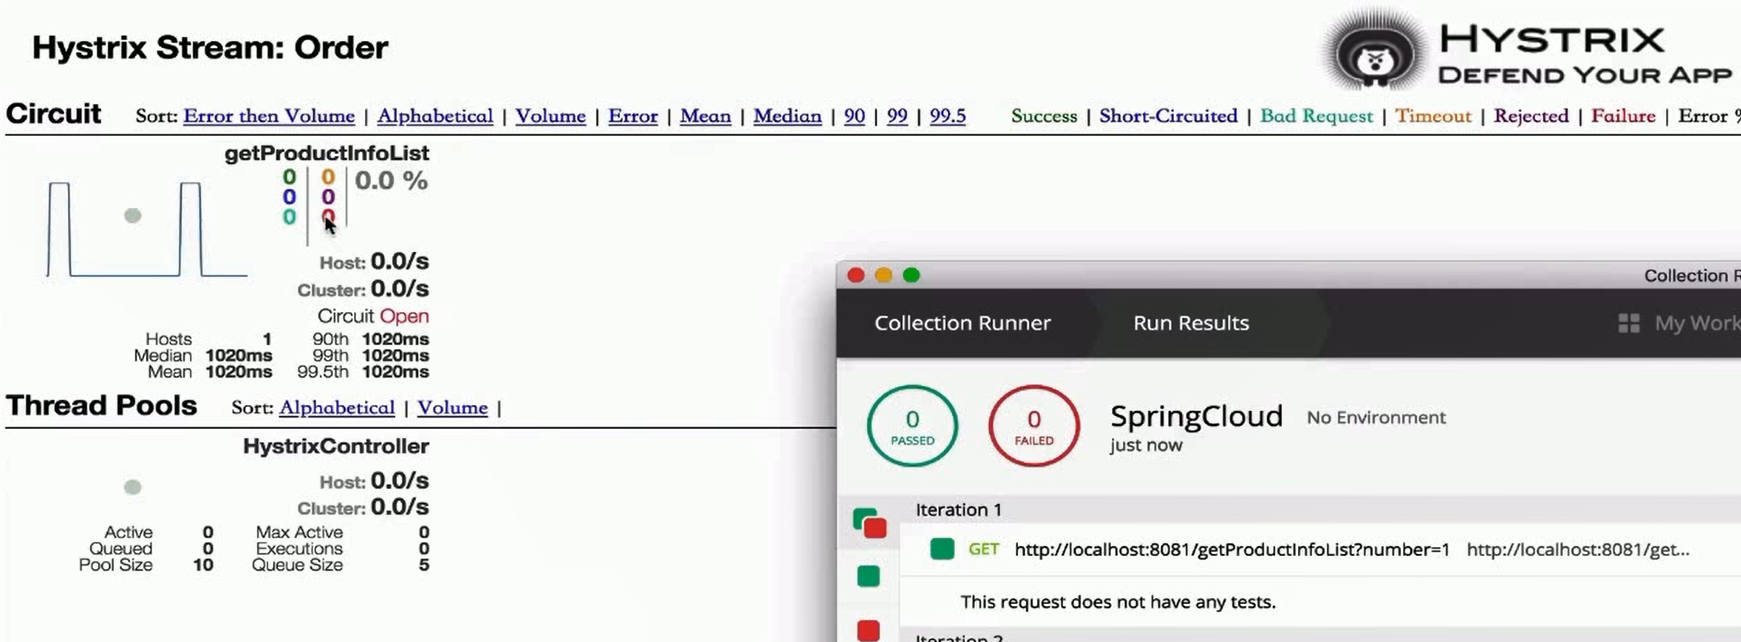 Hystrix Stream: Order
HYSTRIX
DEFEND YOUR APP
Circuit Sort: Error then Volume | Alphabetical | Volume | Error | Mean | Median | 90 | 99 | 99.5 Success | Short-Circuited | Bad Request | Timeout | Rejected | Failure | Error %
getProductInfoList
0 0 0.0 %
0 0
0 0
Host: 0.0/s
Cluster: 0.0/s
Circuit Open
Hosts 1 90th 1020ms
Median 1020ms 99th 1020ms
Mean 1020ms 99.5th 1020ms
Thread Pools Sort: Alphabetical | Volume |
HystrixController
Host: 0.0/s
Cluster: 0.0/s
Active 0 Max Active 0
Queued 0 Executions 0
Pool Size 10 Queue Size 5
Collection R
Collection Runner Run Results My Work
0 PASSED
0 FAILED
SpringCloud No Environment
just now
Iteration 1
GET http://localhost:8081/getProductInfoList?number=1 http://localhost:8081/get...
This request does not have any tests.
Iteration 2